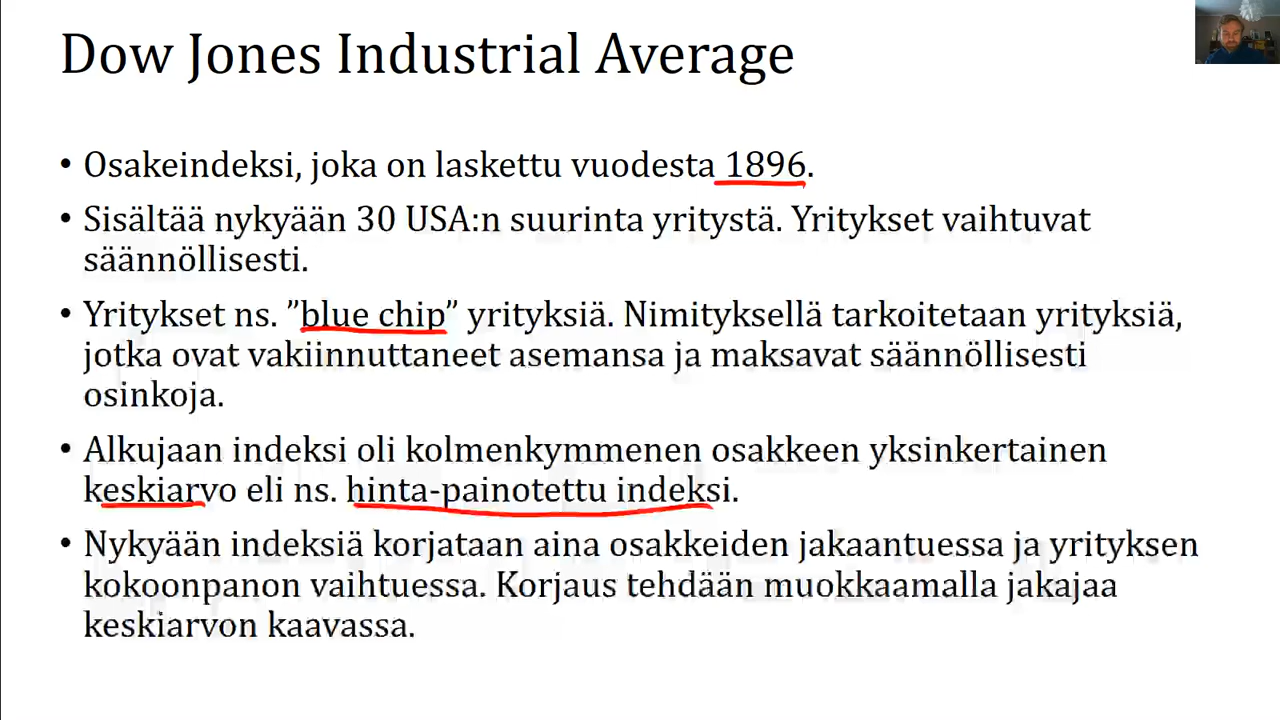 Dow Jones Industrial Average
• Osakeindeksi, joka on laskettu vuodesta 1896.
• Sisältää nykyään 30 USA:n suurinta yritystä. Yritykset vaihtuvat
säännöllisesti.
• Yritykset ns. ”blue chip” yrityksiä. Nimityksellä tarkoitetaan yrityksiä,
jotka ovat vakiinnuttaneet asemansa ja maksavat säännöllisesti
osinkoja.
• Alkujaan indeksi oli kolmenkymmenen osakkeen yksinkertainen
keskiarvo eli ns. hinta-painotettu indeksi.
• Nykyään indeksiä korjataan aina osakkeiden jakaantuessa ja yrityksen
kokoonpanon vaihtuessa. Korjaus tehdään muokkaamalla jakajaa
keskiarvon kaavassa.